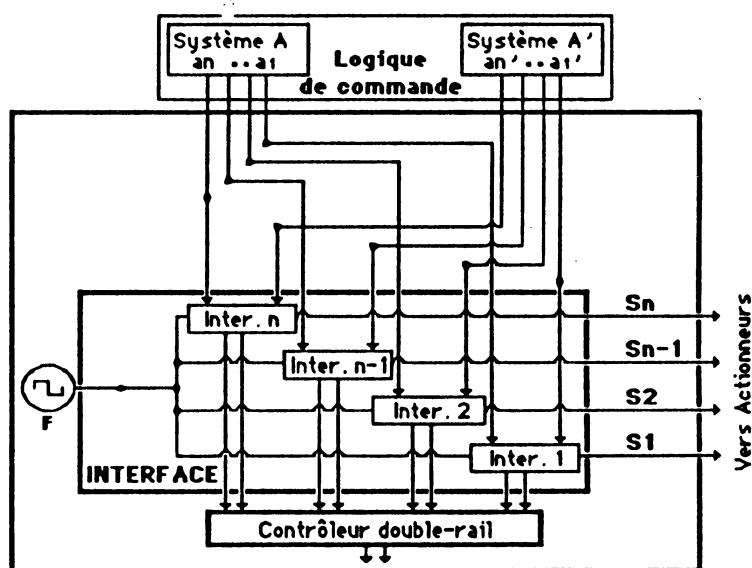 Système A
an ..a1
Logique
de commande
Système A'
an'..a1'
Inter. n
Sn
Inter. n-1
Sn-1
Inter. 2
S2
Inter. 1
S1
F
INTERFACE
Vers Actionneurs
Contrôleur double-rail